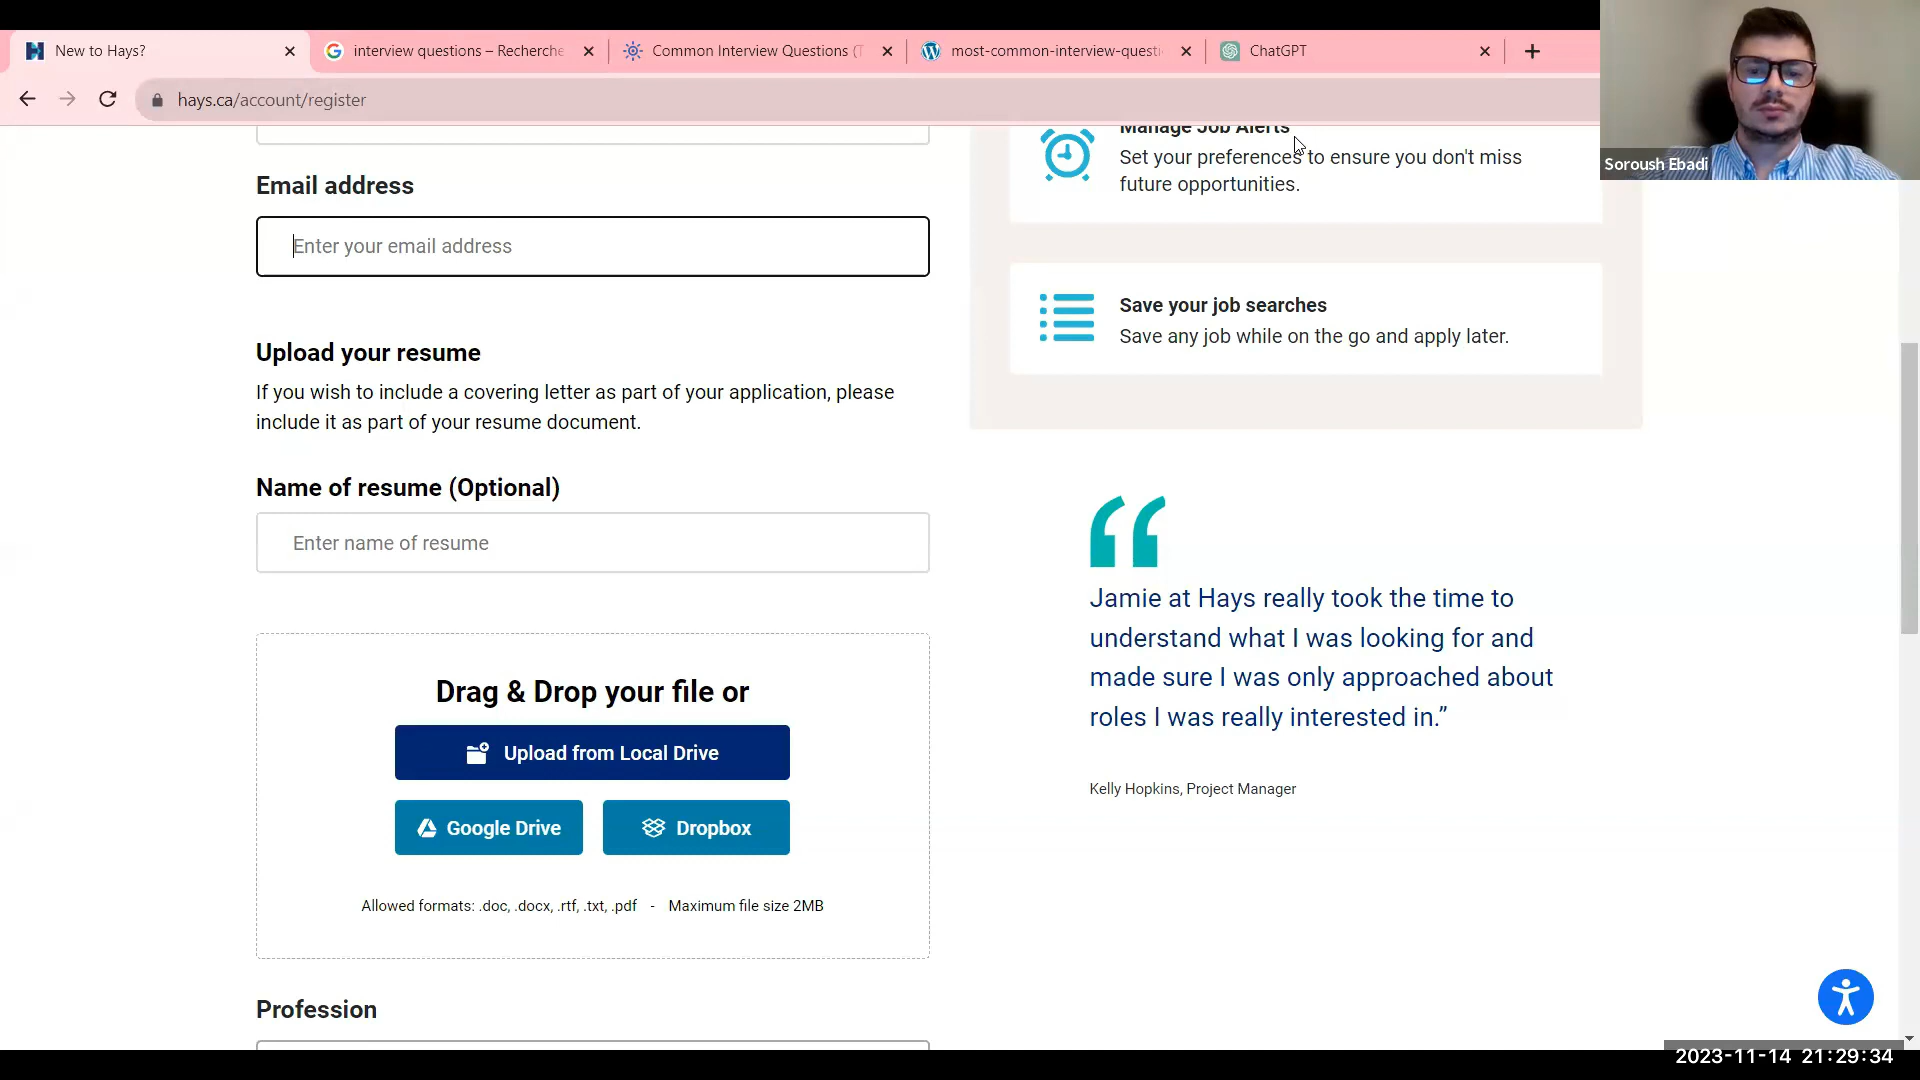 New to Hays?
interview questions – Recherche
Common Interview Questions (T
most-common-interview-questi
ChatGPT
hays.ca/account/register
Soroush Ebadi
Manage Job Alerts
Set your preferences to ensure you don't miss
future opportunities.
Email address
Enter your email address
Save your job searches
Save any job while on the go and apply later.
Upload your resume
If you wish to include a covering letter as part of your application, please
include it as part of your resume document.
Name of resume (Optional)
Enter name of resume
“
Jamie at Hays really took the time to
understand what I was looking for and
made sure I was only approached about
roles I was really interested in.”
Kelly Hopkins, Project Manager
Drag & Drop your file or
Upload from Local Drive
Google Drive
Dropbox
Allowed formats: .doc, .docx, .rtf, .txt, .pdf - Maximum file size 2MB
Profession
2023-11-14 21:29:34